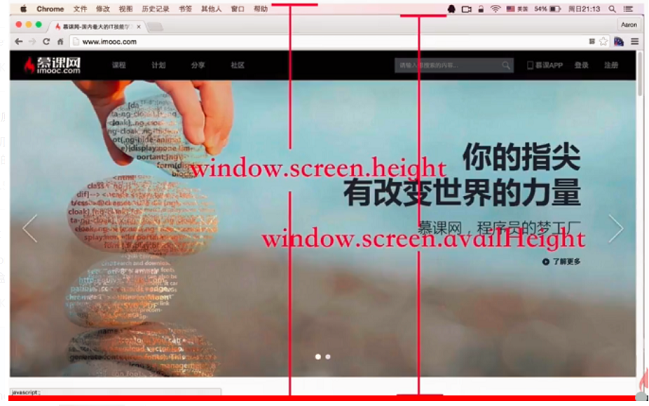 Chrome 文件 修改 视图 历史记录 书签 其他人 窗口 帮助
美国 54% 周日21:13
慕课网-国内最大的IT技能学
Aaron
www.imooc.com
慕课网
imooc.com
课程 计划 分享 社区
请输入想搜索的内容...
慕课APP 登录 注册
你的指尖
window.screen.height
有改变世界的力量
慕课网，程序员的梦工厂
window.screen.availHeight
了解更多
javascript:;